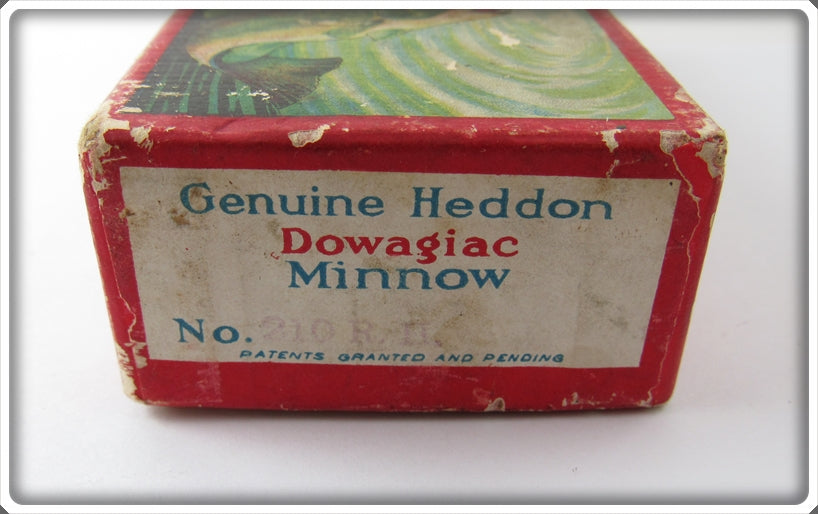 Genuine Heddon
Dowagiac
Minnow
No. 210 R. H.
PATENTS GRANTED AND PENDING